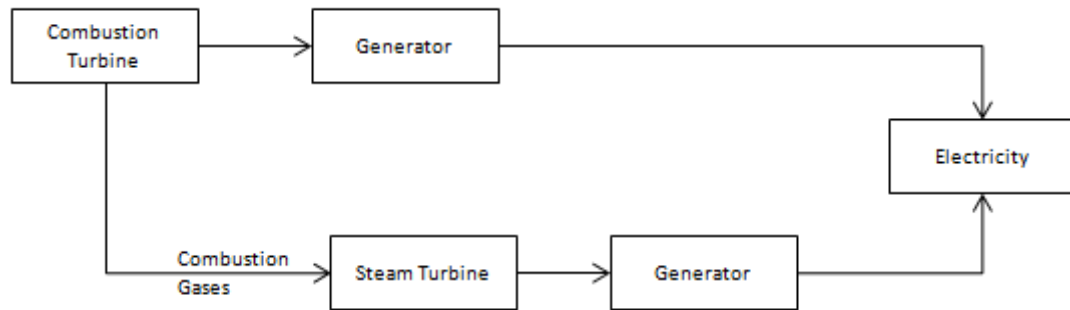 Combustion
Turbine
Generator
Electricity
Combustion
Gases
Steam Turbine
Generator